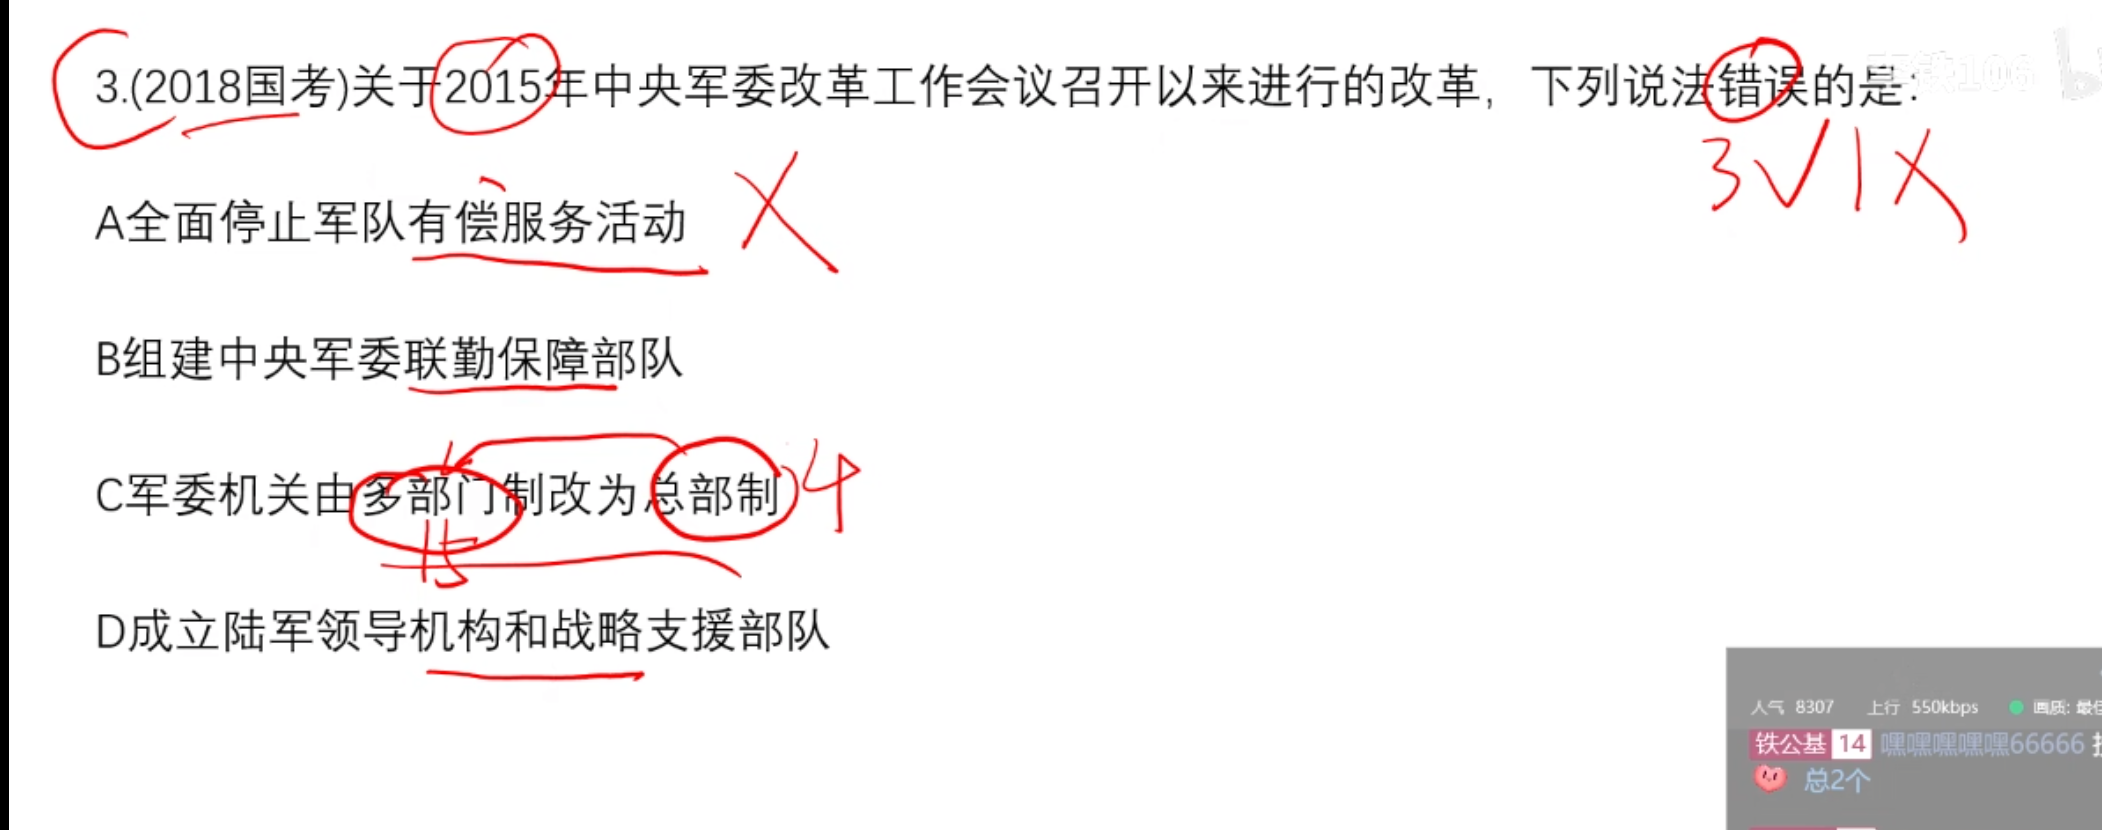 3.(2018国考)关于2015年中央军委改革工作会议召开以来进行的改革，下列说法错误的是:
3√1X
A全面停止军队有偿服务活动 X
B组建中央军委联勤保障部队
C军委机关由多部门制改为总部制 4
15
D成立陆军领导机构和战略支援部队
人气 8307 上行 550kbps 画质: 最佳
铁公基 14 嘿嘿嘿嘿嘿66666
总2个